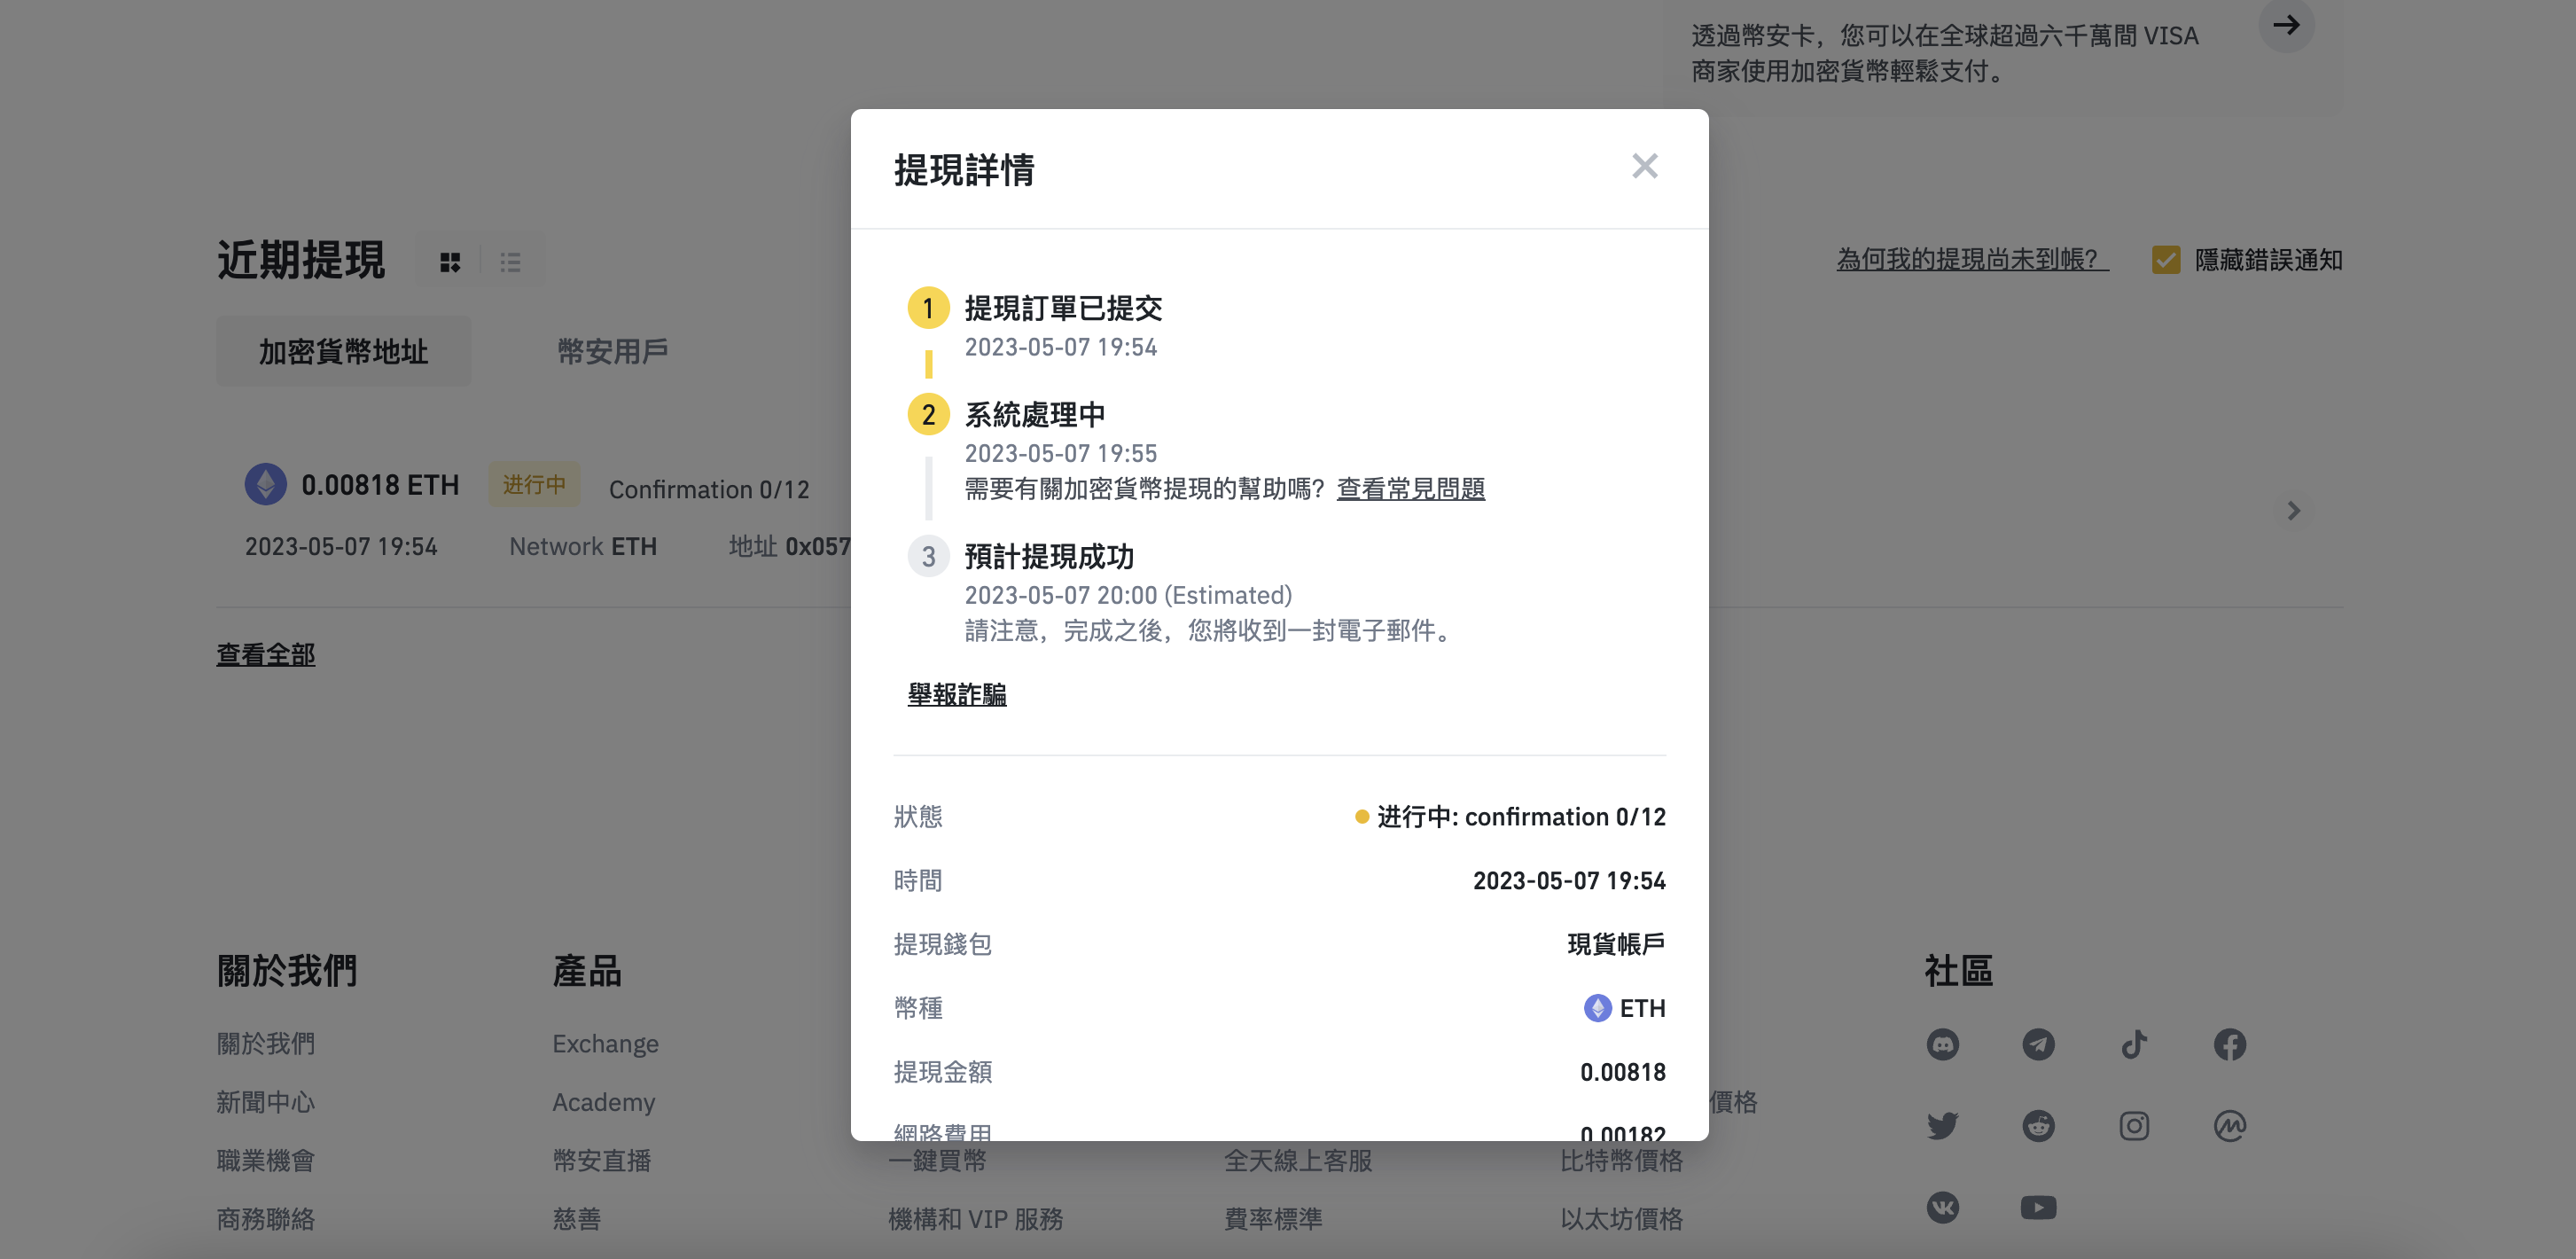 透過幣安卡，您可以在全球超過六千萬間 VISA
商家使用加密貨幣輕鬆支付。
近期提現
為何我的提現尚未到帳？
隱藏錯誤通知
加密貨幣地址
幣安用戶
0.00818 ETH
进行中
Confirmation 0/12
2023-05-07 19:54
Network ETH
地址 0x057
查看全部
提現詳情
1
提現訂單已提交
2023-05-07 19:54
2
系統處理中
2023-05-07 19:55
需要有關加密貨幣提現的幫助嗎？ 查看常見問題
3
預計提現成功
2023-05-07 20:00 (Estimated)
請注意，完成之後，您將收到一封電子郵件。
舉報詐騙
狀態
进行中: confirmation 0/12
時間
2023-05-07 19:54
提現錢包
現貨帳戶
幣種
ETH
提現金額
0.00818
網路費用
0.00182
關於我們
關於我們
新聞中心
職業機會
商務聯絡
產品
Exchange
Academy
幣安直播
慈善
一鍵買幣
機構和 VIP 服務
全天線上客服
費率標準
價格
比特幣價格
以太坊價格
社區